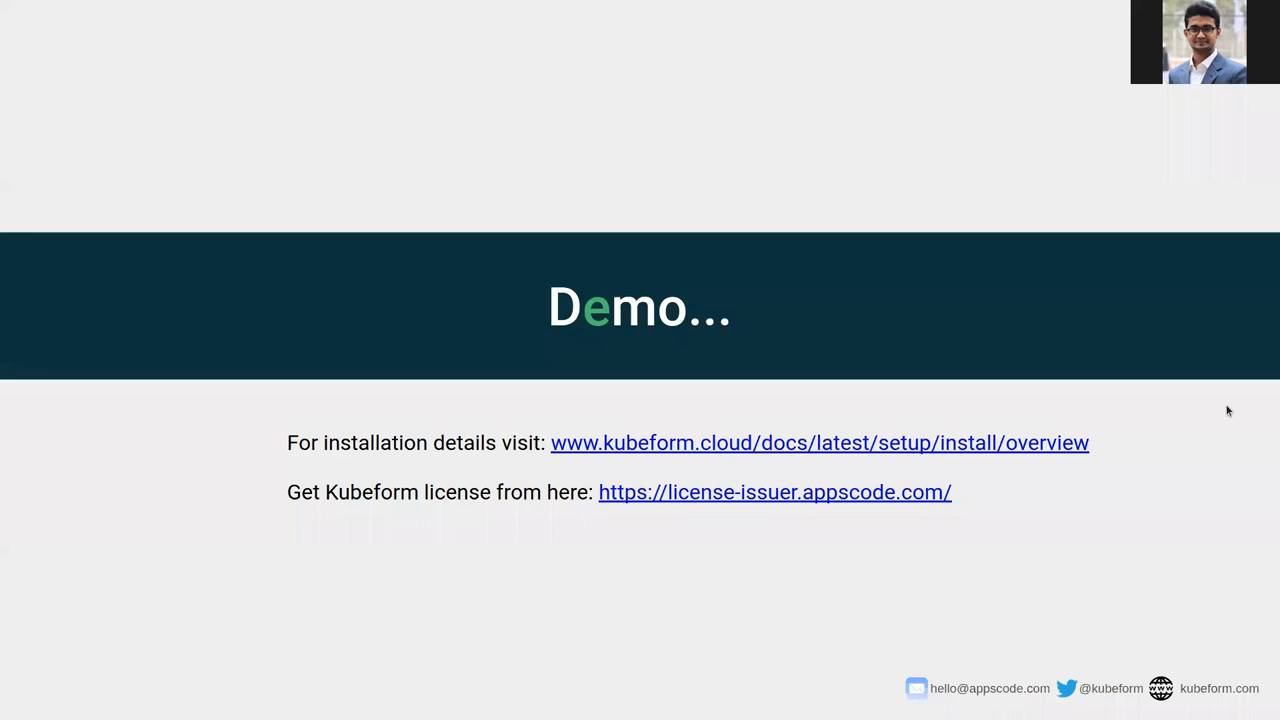 Demo...
For installation details visit: www.kubeform.cloud/docs/latest/setup/install/overview
Get Kubeform license from here: https://license-issuer.appscode.com/
hello@appscode.com @kubeform WWW kubeform.com